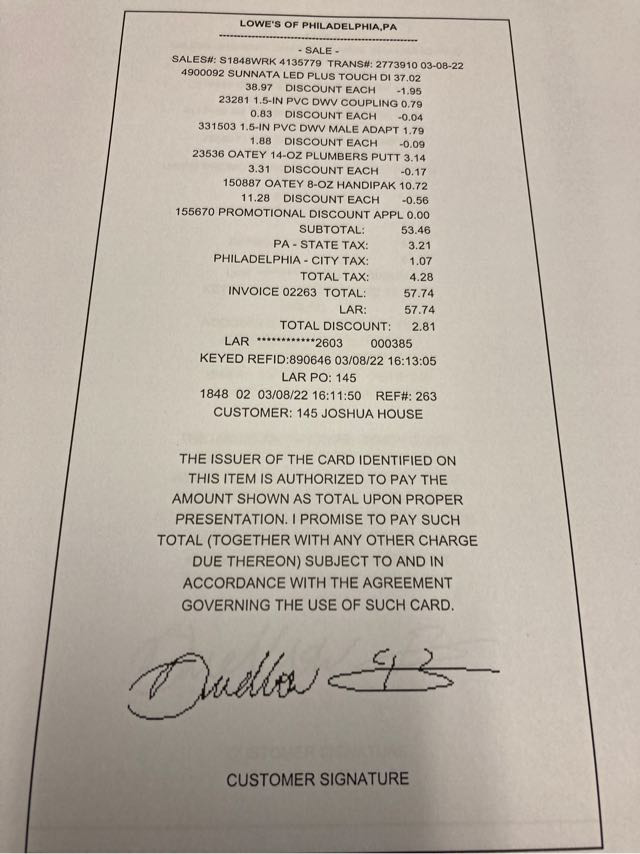 LOWE'S OF PHILADELPHIA,PA
- SALE -
SALES#: S1848WRK 4135779 TRANS#: 2773910 03-08-22
4900092 SUNNATA LED PLUS TOUCH DI 37.02
38.97 DISCOUNT EACH -1.95
23281 1.5-IN PVC DWV COUPLING 0.79
0.83 DISCOUNT EACH -0.04
331503 1.5-IN PVC DWV MALE ADAPT 1.79
1.88 DISCOUNT EACH -0.09
23536 OATEY 14-OZ PLUMBERS PUTT 3.14
3.31 DISCOUNT EACH -0.17
150887 OATEY 8-OZ HANDIPAK 10.72
11.28 DISCOUNT EACH -0.56
155670 PROMOTIONAL DISCOUNT APPL 0.00
SUBTOTAL: 53.46
PA - STATE TAX: 3.21
PHILADELPHIA - CITY TAX: 1.07
TOTAL TAX: 4.28
INVOICE 02263 TOTAL: 57.74
LAR: 57.74
TOTAL DISCOUNT: 2.81
LAR ************2603 000385
KEYED REFID:890646 03/08/22 16:13:05
LAR PO: 145
1848 02 03/08/22 16:11:50 REF#: 263
CUSTOMER: 145 JOSHUA HOUSE
THE ISSUER OF THE CARD IDENTIFIED ON
THIS ITEM IS AUTHORIZED TO PAY THE
AMOUNT SHOWN AS TOTAL UPON PROPER
PRESENTATION. I PROMISE TO PAY SUCH
TOTAL (TOGETHER WITH ANY OTHER CHARGE
DUE THEREON) SUBJECT TO AND IN
ACCORDANCE WITH THE AGREEMENT
GOVERNING THE USE OF SUCH CARD.
CUSTOMER SIGNATURE